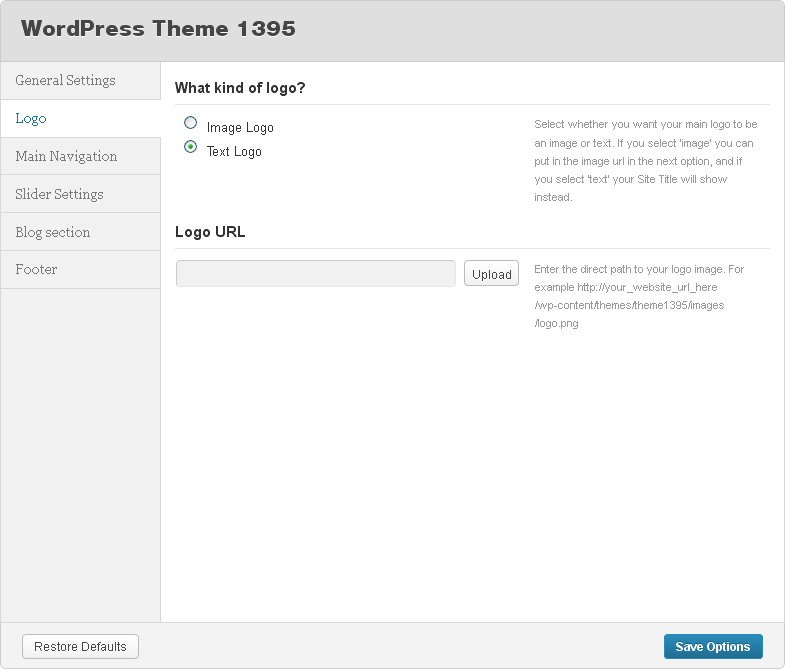 WordPress Theme 1395
General Settings
Logo
Main Navigation
Slider Settings
Blog section
Footer
What kind of logo?
Image Logo
Text Logo
Select whether you want your main logo to be
an image or text. If you select 'image' you can
put in the image url in the next option, and if
you select 'text' your Site Title will show
instead.
Logo URL
Upload
Enter the direct path to your logo image. For
example http://your_website_url_here
/wp-content/themes/theme1395/images
/logo.png
Restore Defaults
Save Options